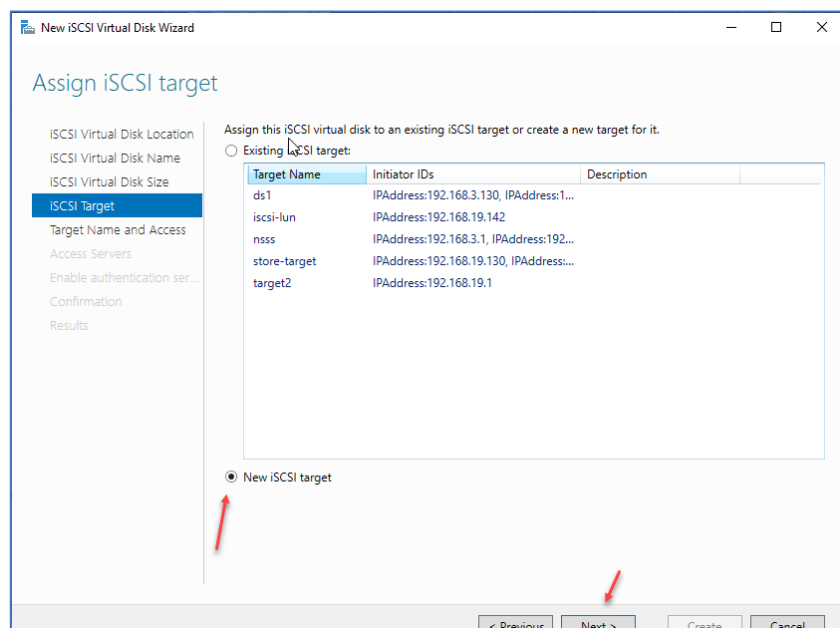 New iSCSI Virtual Disk Wizard
Assign iSCSI target
iSCSI Virtual Disk Location
iSCSI Virtual Disk Name
iSCSI Virtual Disk Size
iSCSI Target
Target Name and Access
Access Servers
Enable authentication ser...
Confirmation
Results
Assign this iSCSI virtual disk to an existing iSCSI target or create a new target for it.
Existing iSCSI target:
Target Name Initiator IDs Description
ds1 IPAddress:192.168.3.130, IPAddress:1...
iscsi-lun IPAddress:192.168.19.142
nsss IPAddress:192.168.3.1, IPAddress:192...
store-target IPAddress:192.168.19.130, IPAddress:...
target2 IPAddress:192.168.19.1
New iSCSI target
< Previous Next > Create Cancel